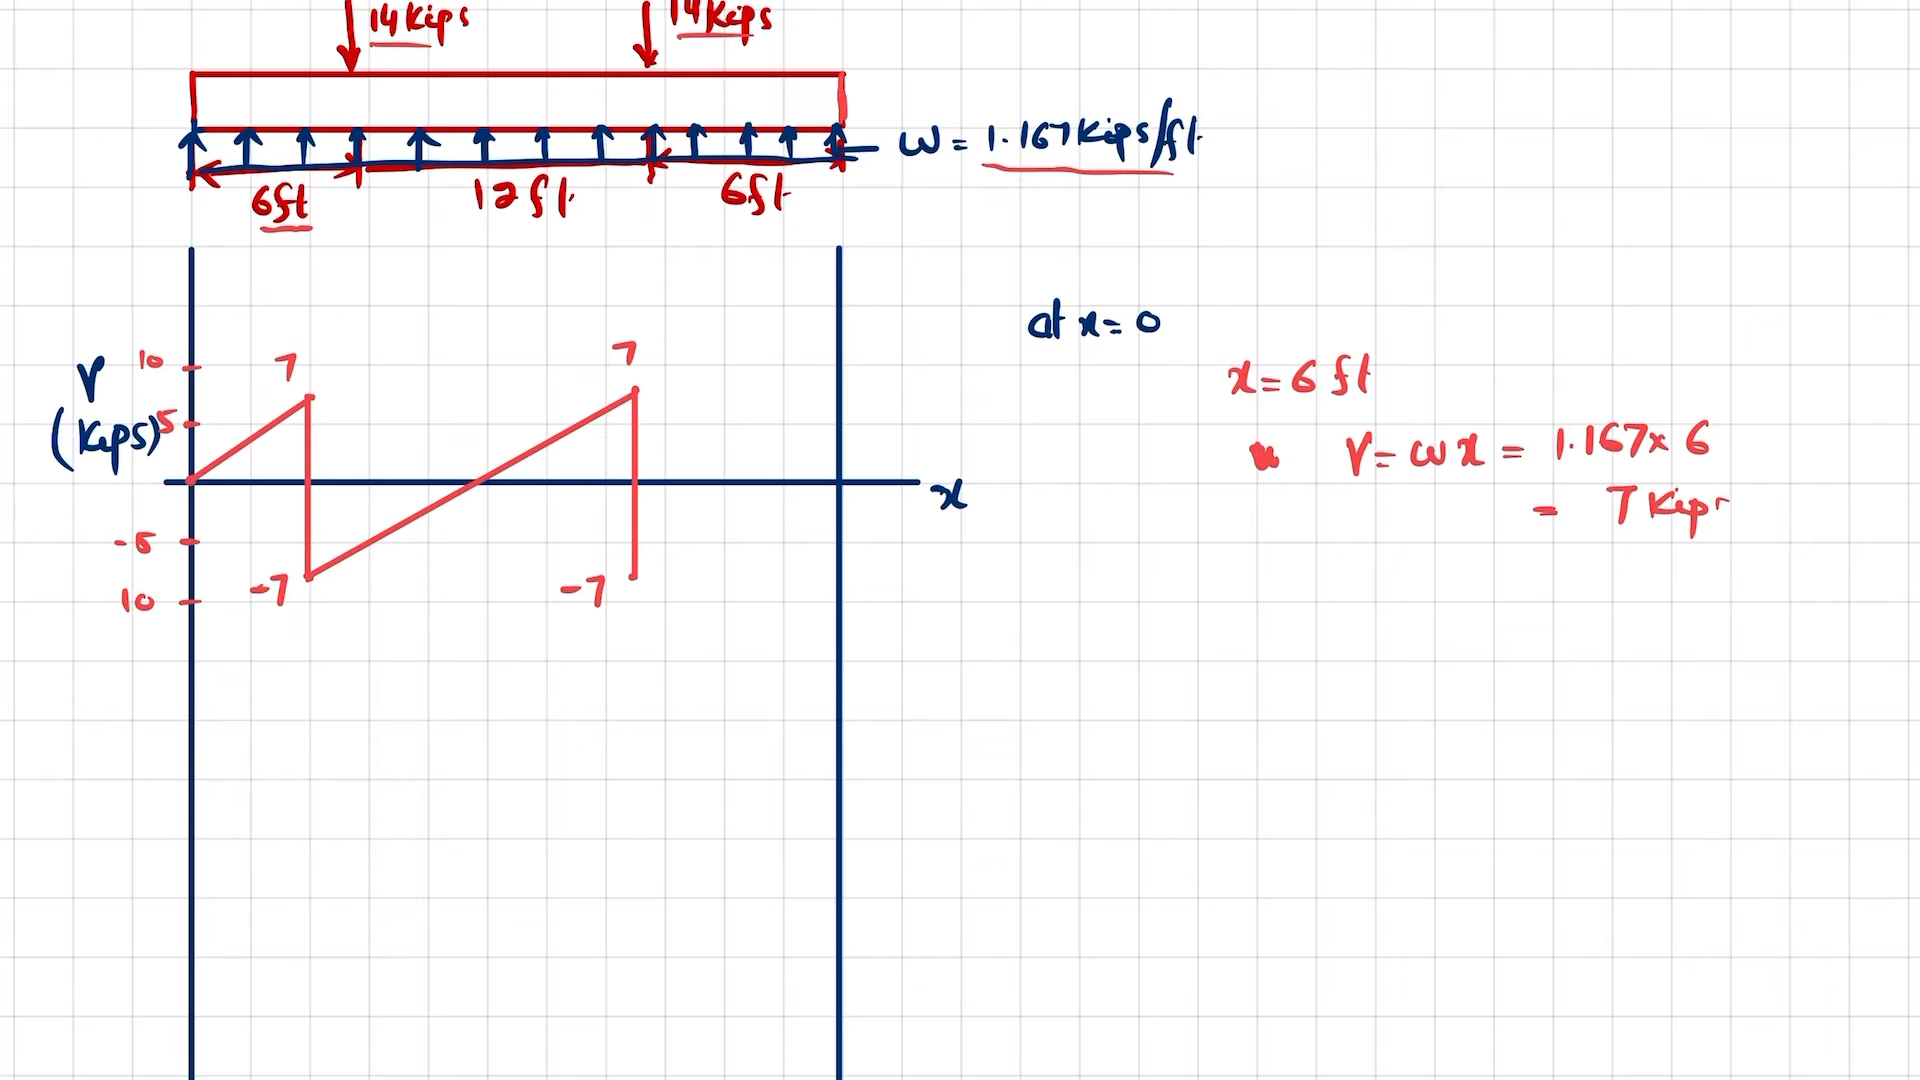 14 Kips 14 Kips
ω = 1.167 Kips/ft
6ft 12 ft 6ft
at x = 0
V
(Kips)
10
5
-5
10
7
7
-7
-7
x
x = 6 ft
V = ωx = 1.167 x 6
= 7 Kips